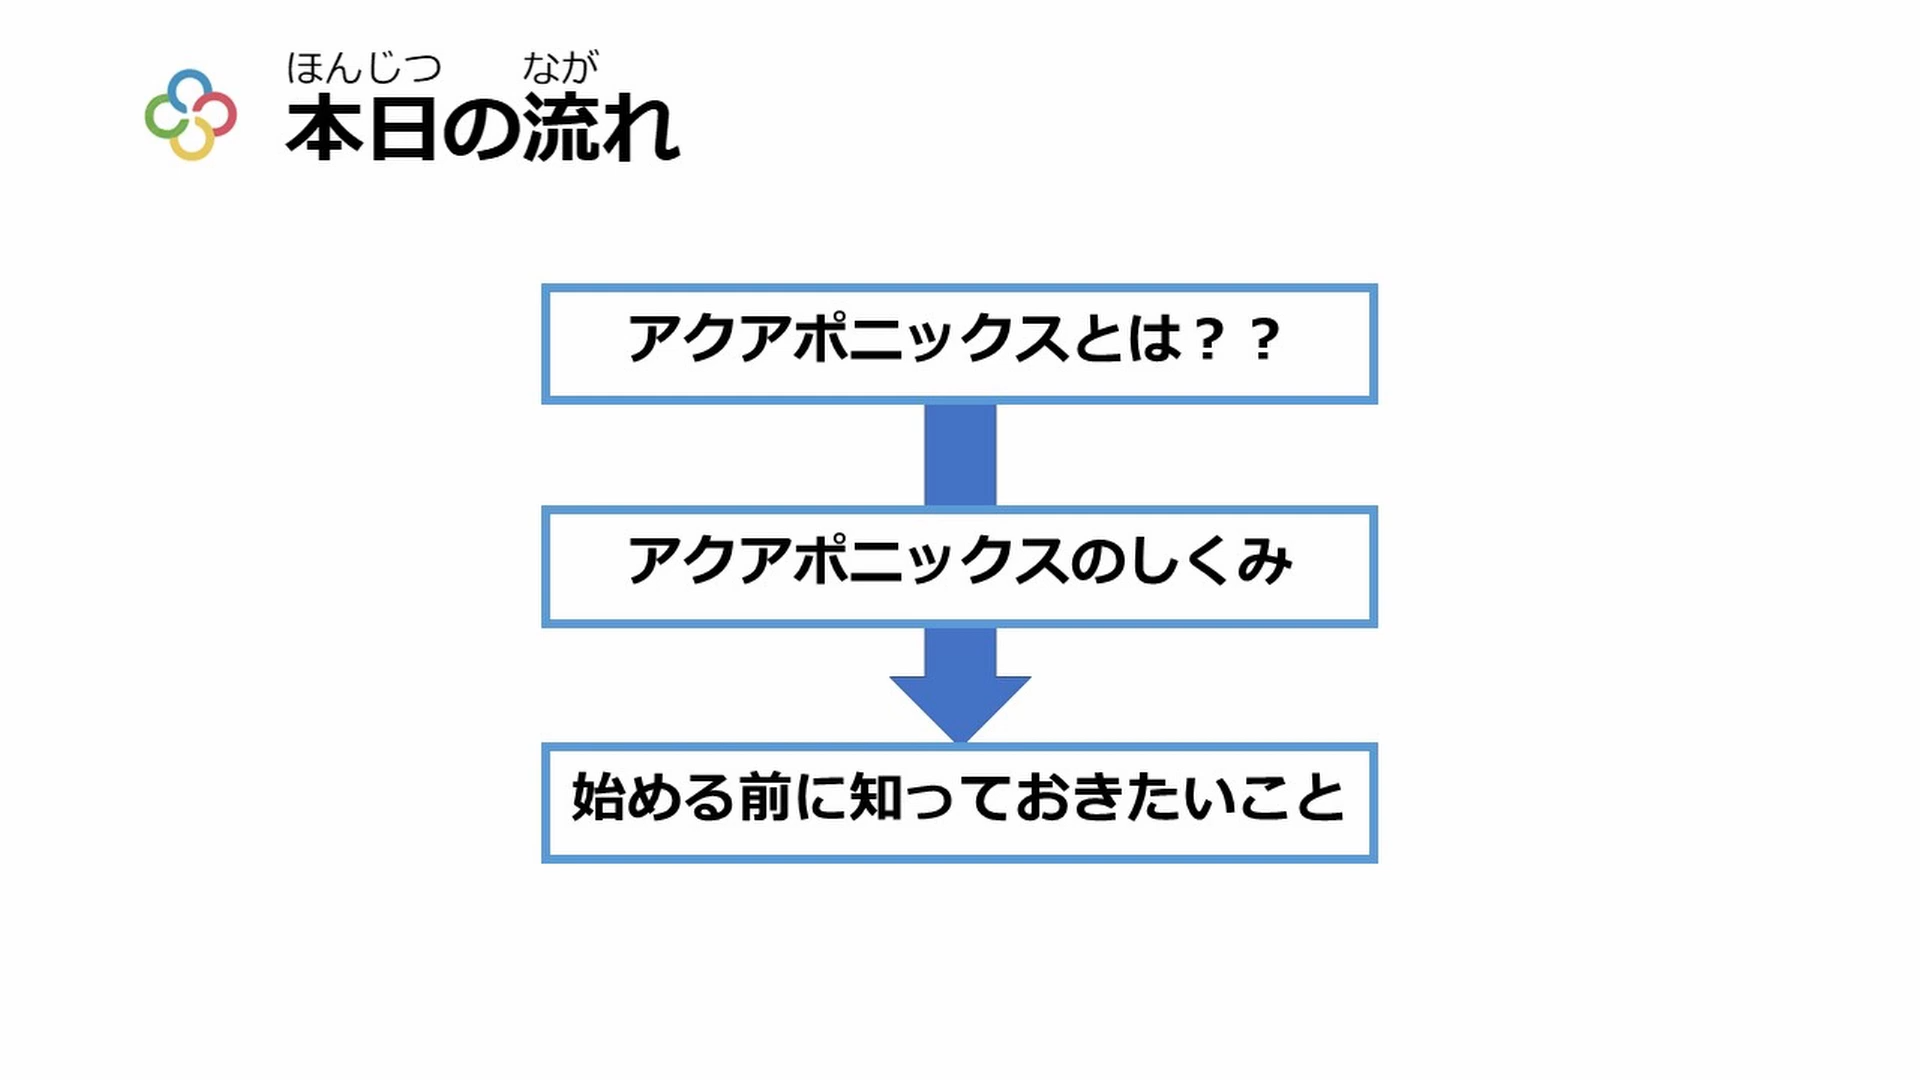 ほんじつ なが
本日の流れ
アクアポニックスとは？？
アクアポニックスのしくみ
始める前に知っておきたいこと